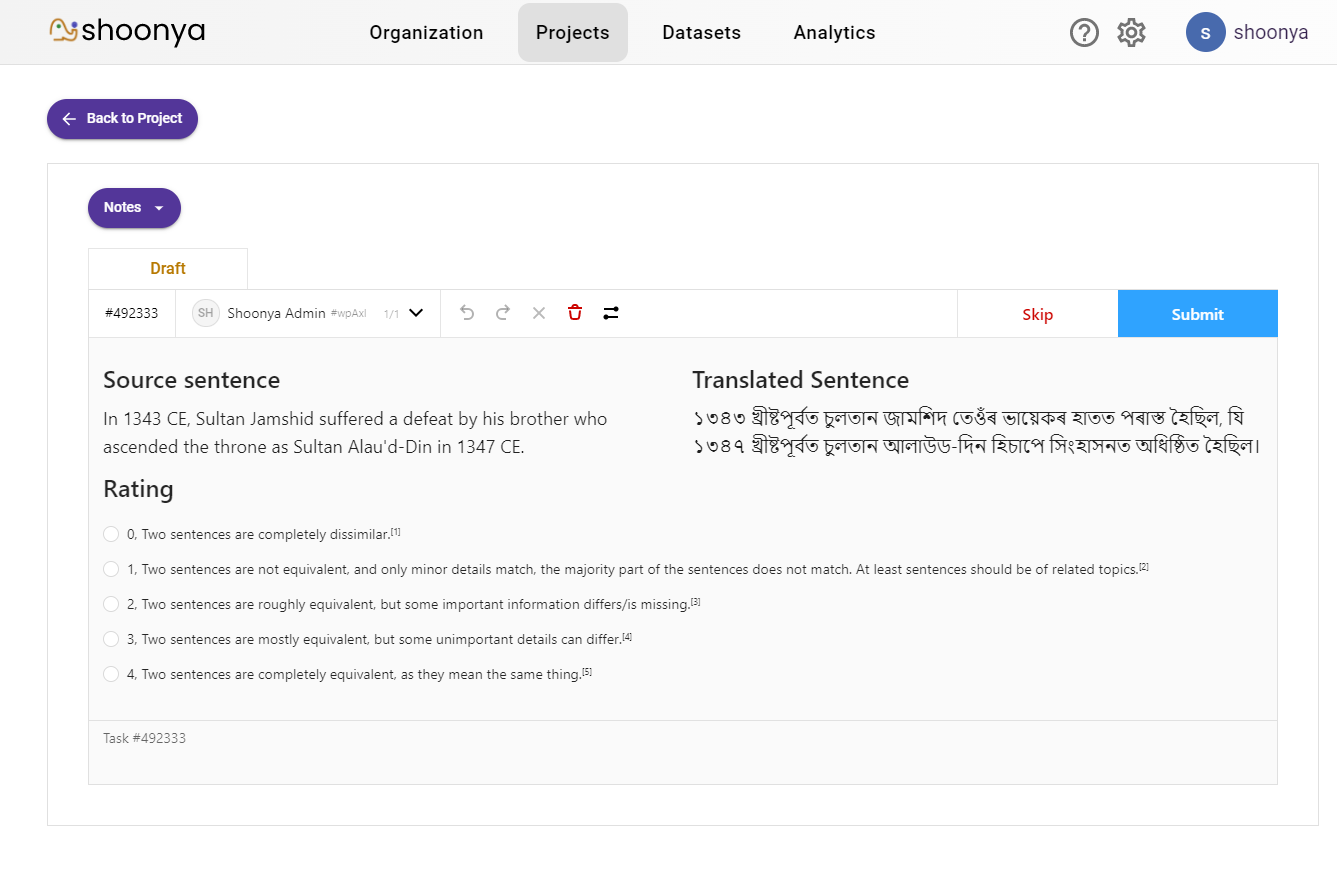 shoonya
Organization Projects Datasets Analytics
S shoonya
Back to Project
Notes
Draft
#492333 SH Shoonya Admin #wpAxl 1/1 Skip Submit
Source sentence
In 1343 CE, Sultan Jamshid suffered a defeat by his brother who
ascended the throne as Sultan Alau'd-Din in 1347 CE.
Translated Sentence
১৩৪৩ খ্ৰীষ্টপূৰ্বত চুলতান জামশিদ তেওঁৰ ভায়েকৰ হাতত পৰাস্ত হৈছিল, যি
১৩৪৭ খ্ৰীষ্টপূৰ্বত চুলতান আলাউড-দিন হিচাপে সিংহাসনত অধিষ্ঠিত হৈছিল।
Rating
0, Two sentences are completely dissimilar.[1]
1, Two sentences are not equivalent, and only minor details match, the majority part of the sentences does not match. At least sentences should be of related topics.[2]
2, Two sentences are roughly equivalent, but some important information differs/is missing.[3]
3, Two sentences are mostly equivalent, but some unimportant details can differ.[4]
4, Two sentences are completely equivalent, as they mean the same thing.[5]
Task #492333